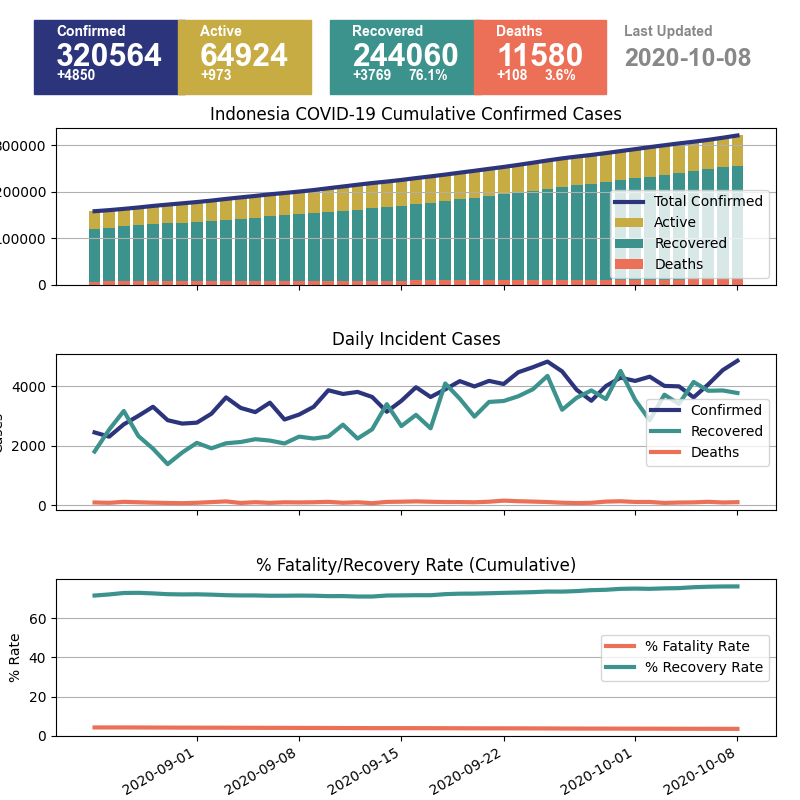 Confirmed
320564
+4850
Active
64924
+973
Recovered
244060
+3769 76.1%
Deaths
11580
+108 3.6%
Last Updated
2020-10-08
Indonesia COVID-19 Cumulative Confirmed Cases
200000
100000
0
Total Confirmed
Active
Recovered
Deaths
Daily Incident Cases
4000
2000
0
Confirmed
Recovered
Deaths
% Fatality/Recovery Rate (Cumulative)
% Rate
60
40
20
0
% Fatality Rate
% Recovery Rate
2020-09-01
2020-09-08
2020-09-15
2020-09-22
2020-10-01
2020-10-08